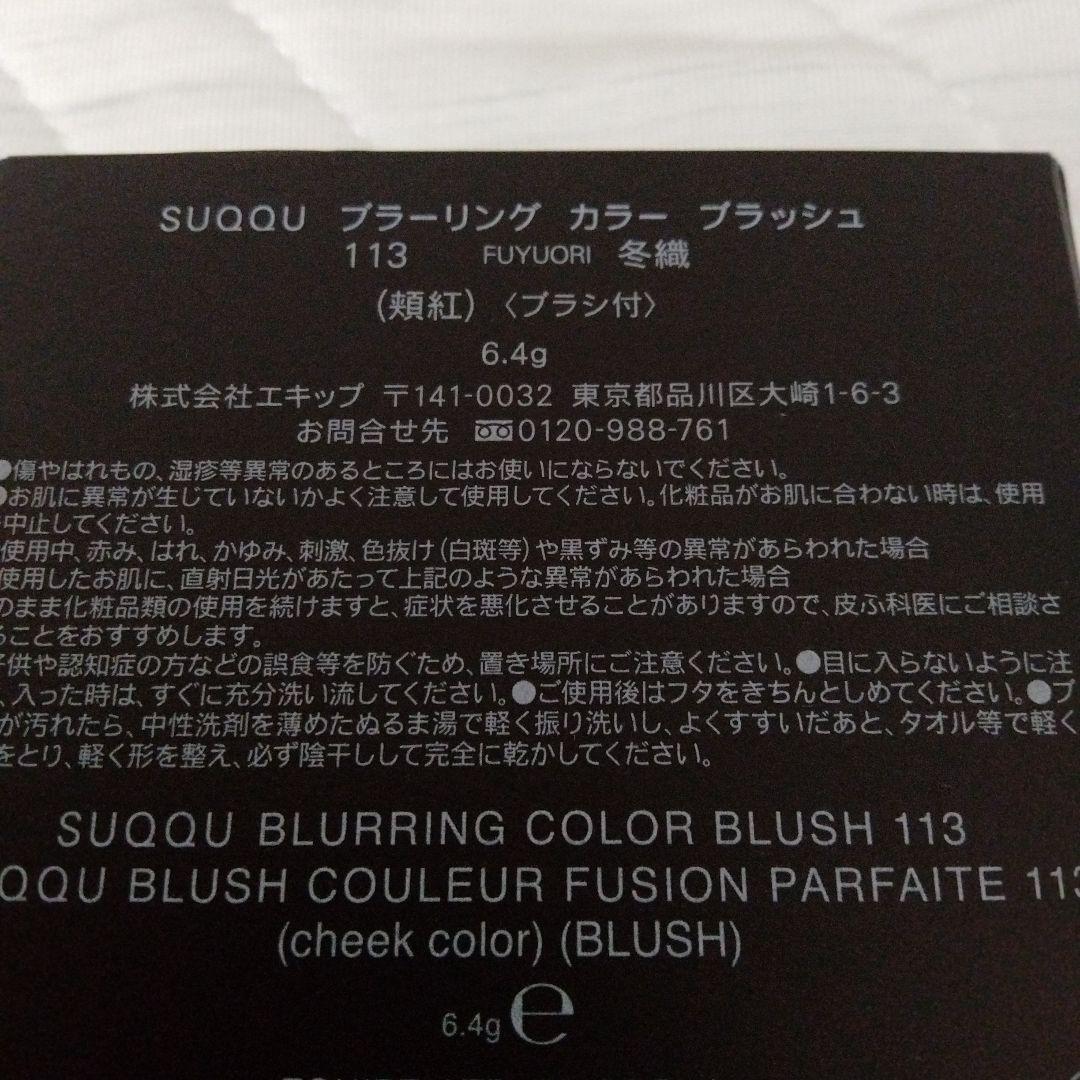 SUQQU ブラーリング カラー ブラッシュ
113 FUYUORI 冬織
(頬紅)〈ブラシ付〉
6.4g
株式会社エキップ 〒141-0032 東京都品川区大崎1-6-3
お問合せ先 0120-988-761
●傷やはれもの、湿疹等異常のあるところにはお使いにならないでください。
●お肌に異常が生じていないかよく注意して使用してください。化粧品がお肌に合わない時は、使用
中止してください。
使用中、赤み、はれ、かゆみ、刺激、色抜け(白斑等)や黒ずみ等の異常があらわれた場合
使用したお肌に、直射日光があたって上記のような異常があらわれた場合
のまま化粧品類の使用を続けますと、症状を悪化させることがありますので、皮ふ科医にご相談さ
ることをおすすめします。
子供や認知症の方などの誤食等を防ぐため、置き場所にご注意ください。●目に入らないように注
、入った時は、すぐに充分洗い流してください。●ご使用後はフタをきちんとしめてください。●ブ
が汚れたら、中性洗剤を薄めたぬるま湯で軽く振り洗いし、よくすすいだあと、タオル等で軽く
をとり、軽く形を整え、必ず陰干しして完全に乾かしてください。
SUQQU BLURRING COLOR BLUSH 113
QQU BLUSH COULEUR FUSION PARFAITE 113
(cheek color) (BLUSH)
6.4g ℮